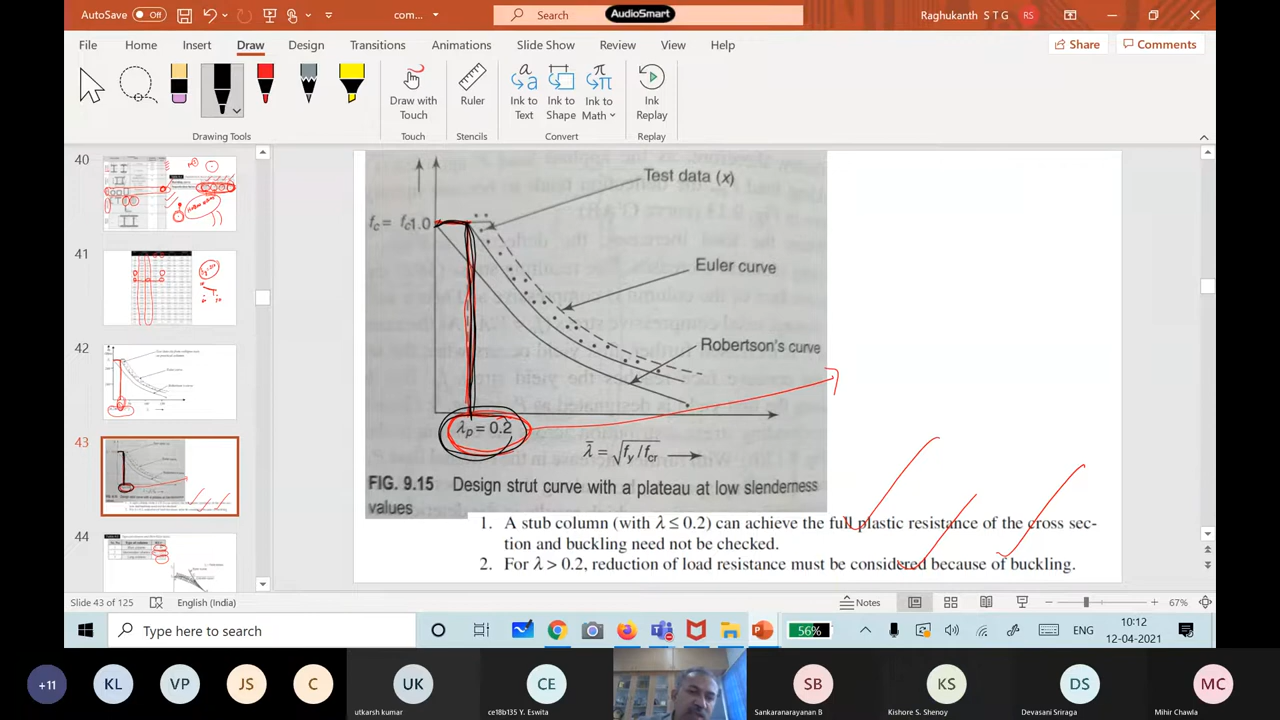 AutoSave Off
com...
Search
AudioSmart
Raghukanth S T G
RS
File Home Insert Draw Design Transitions Animations Slide Show Review View Help
Share Comments
Draw with Touch
Ruler
Ink to Text
Ink to Shape
Ink to Math
Ink Replay
Drawing Tools
Touch
Stencils
Convert
Replay
40
41
42
43
44
Test data (x)
f_c = f_c1.0
Euler curve
Robertson's curve
λ_p = 0.2
λ̄ = √f_y / f_cr
FIG. 9.15 Design strut curve with a plateau at low slenderness
values
1. A stub column (with λ ≤ 0.2) can achieve the full plastic resistance of the cross sec-
tion and buckling need not be checked.
2. For λ > 0.2, reduction of load resistance must be considered because of buckling.
Slide 43 of 125 English (India)
Notes
67%
Type here to search
56%
ENG
10:12
12-04-2021
+11
KL
VP
JS
C
UK
utkarsh kumar
CE
ce18b135 Y. Eswita
SB
Sankaranarayanan B
KS
Kishore S. Shenoy
DS
Devasani Sriraga
MC
Mihir Chawla